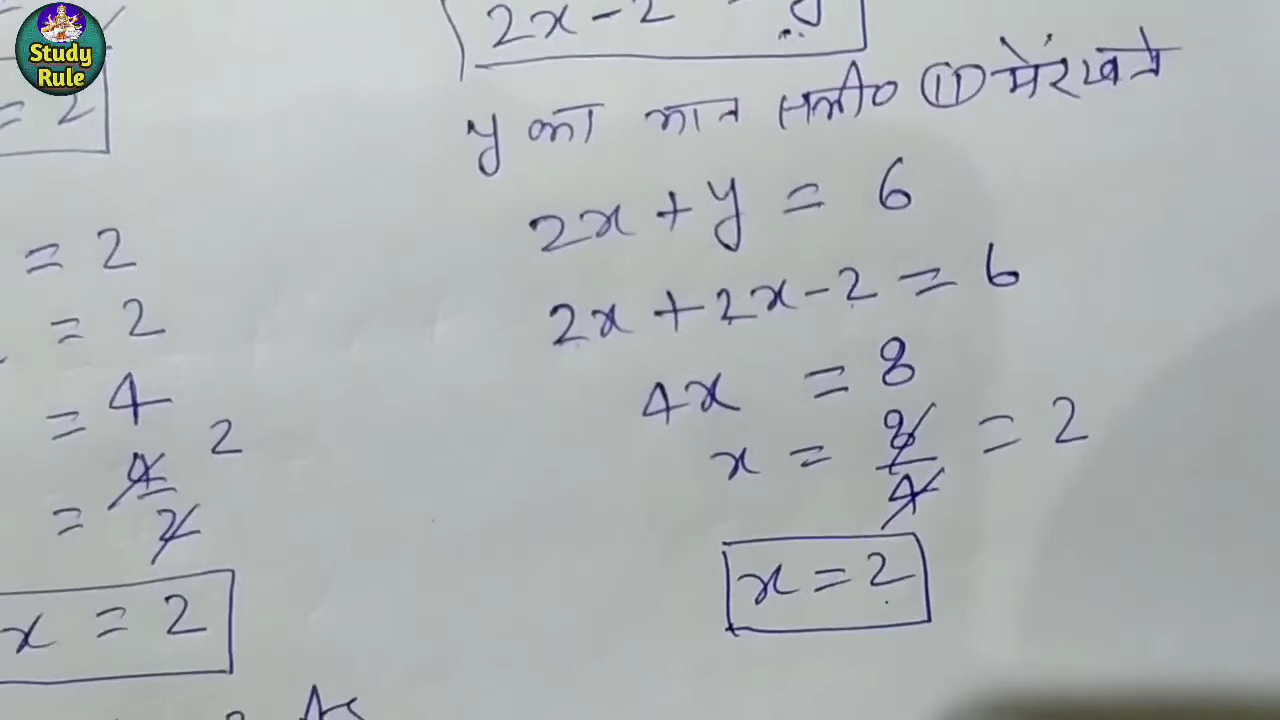 Study
Rule
= 2
= 2
= 2
= 4
= 4/2 2
x = 2
2x - 2 = y
y का मान समी० (11) में रखने
2x + y = 6
2x + 2x - 2 = 6
4x = 8
x = 8/4 = 2
x = 2